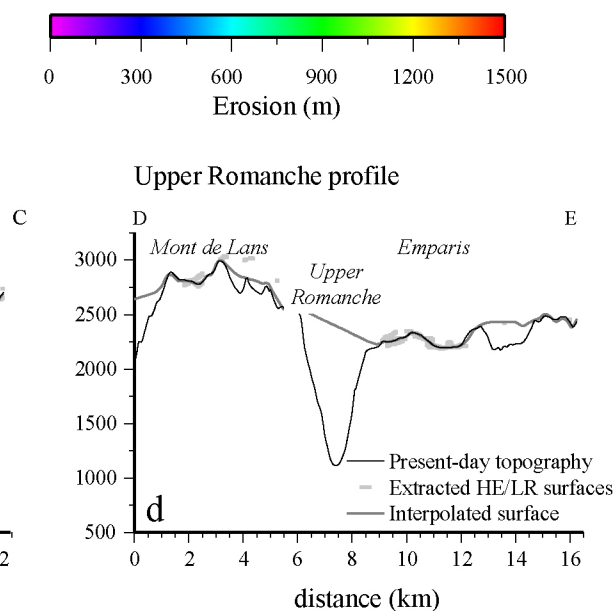 0 300 600 900 1200 1500
Erosion (m)
Upper Romanche profile
C
D E
Mont de Lans Emparis
Upper
Romanche
3000
2500
2000
1500
1000
500
Present-day topography
Extracted HE/LR surfaces
Interpolated surface
d
2 0 2 4 6 8 10 12 14 16
distance (km)